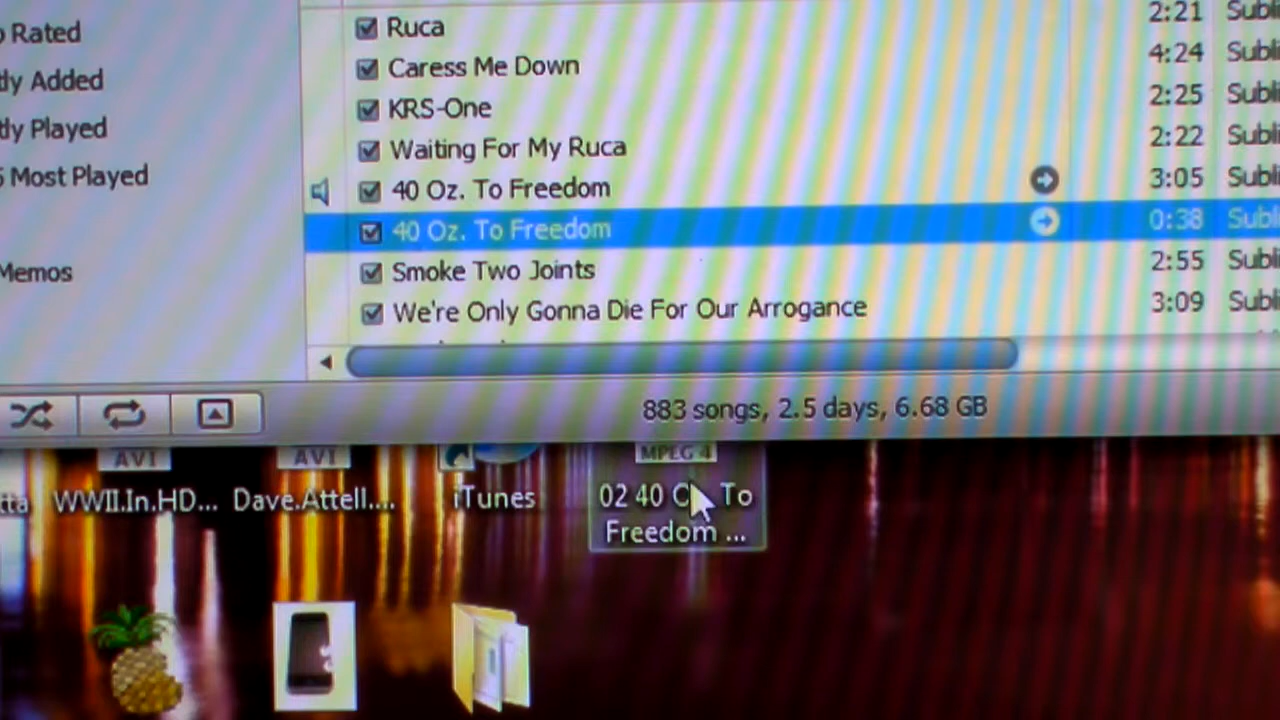 Rated
Added
Played
Most Played
Memos
Ruca 2:21
Caress Me Down 4:24
KRS-One 2:25
Waiting For My Ruca 2:22
40 Oz. To Freedom 3:05
40 Oz. To Freedom 0:38
Smoke Two Joints 2:55
We're Only Gonna Die For Our Arrogance 3:09
883 songs, 2.5 days, 6.68 GB
AVI AVI MPEG 4
WWII.In.HD... Dave.Attell.... iTunes 02 40 To
Freedom ...